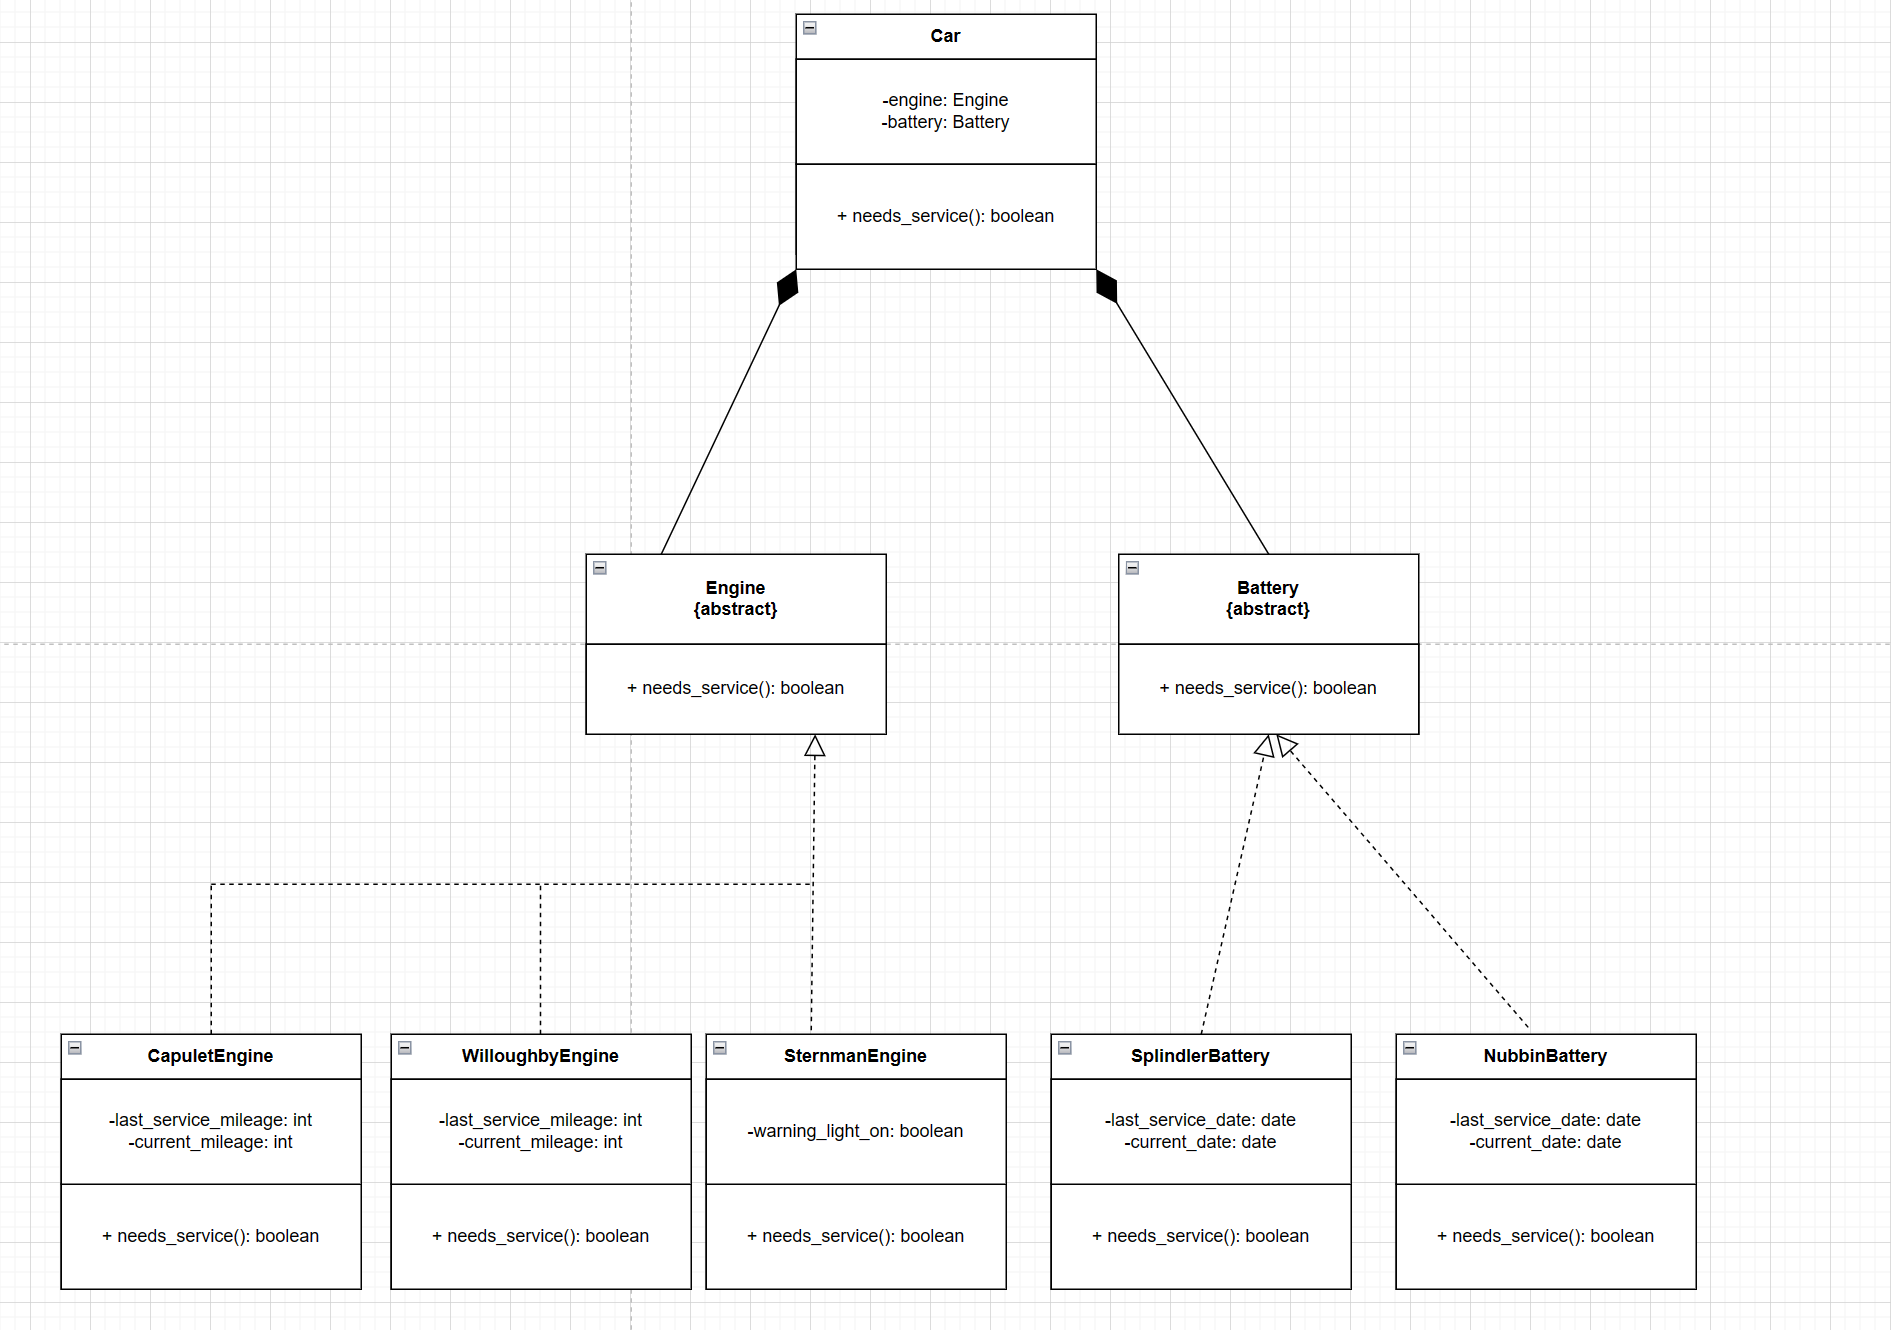 Car
-engine: Engine
-battery: Battery
+ needs_service(): boolean
Engine
{abstract}
+ needs_service(): boolean
Battery
{abstract}
+ needs_service(): boolean
CapuletEngine
-last_service_mileage: int
-current_mileage: int
+ needs_service(): boolean
WilloughbyEngine
-last_service_mileage: int
-current_mileage: int
+ needs_service(): boolean
SternmanEngine
-warning_light_on: boolean
+ needs_service(): boolean
SplindlerBattery
-last_service_date: date
-current_date: date
+ needs_service(): boolean
NubbinBattery
-last_service_date: date
-current_date: date
+ needs_service(): boolean